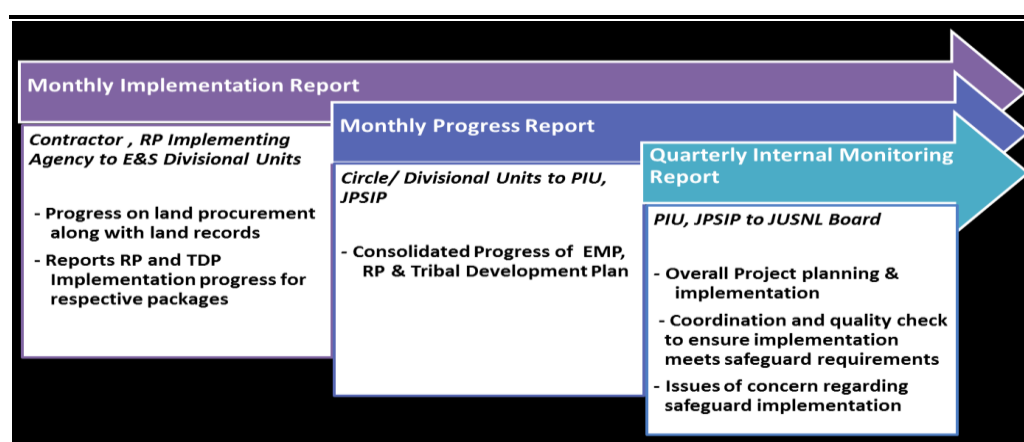 Monthly Implementation Report
Contractor , RP Implementing
Agency to E&S Divisional Units
- Progress on land procurement
along with land records
- Reports RP and TDP
Implementation progress for
respective packages
Monthly Progress Report
Circle/ Divisional Units to PIU,
JPSIP
- Consolidated Progress of EMP,
RP & Tribal Development Plan
Quarterly Internal Monitoring
Report
PIU, JPSIP to JUSNL Board
- Overall Project planning &
implementation
- Coordination and quality check
to ensure implementation
meets safeguard requirements
- Issues of concern regarding
safeguard implementation